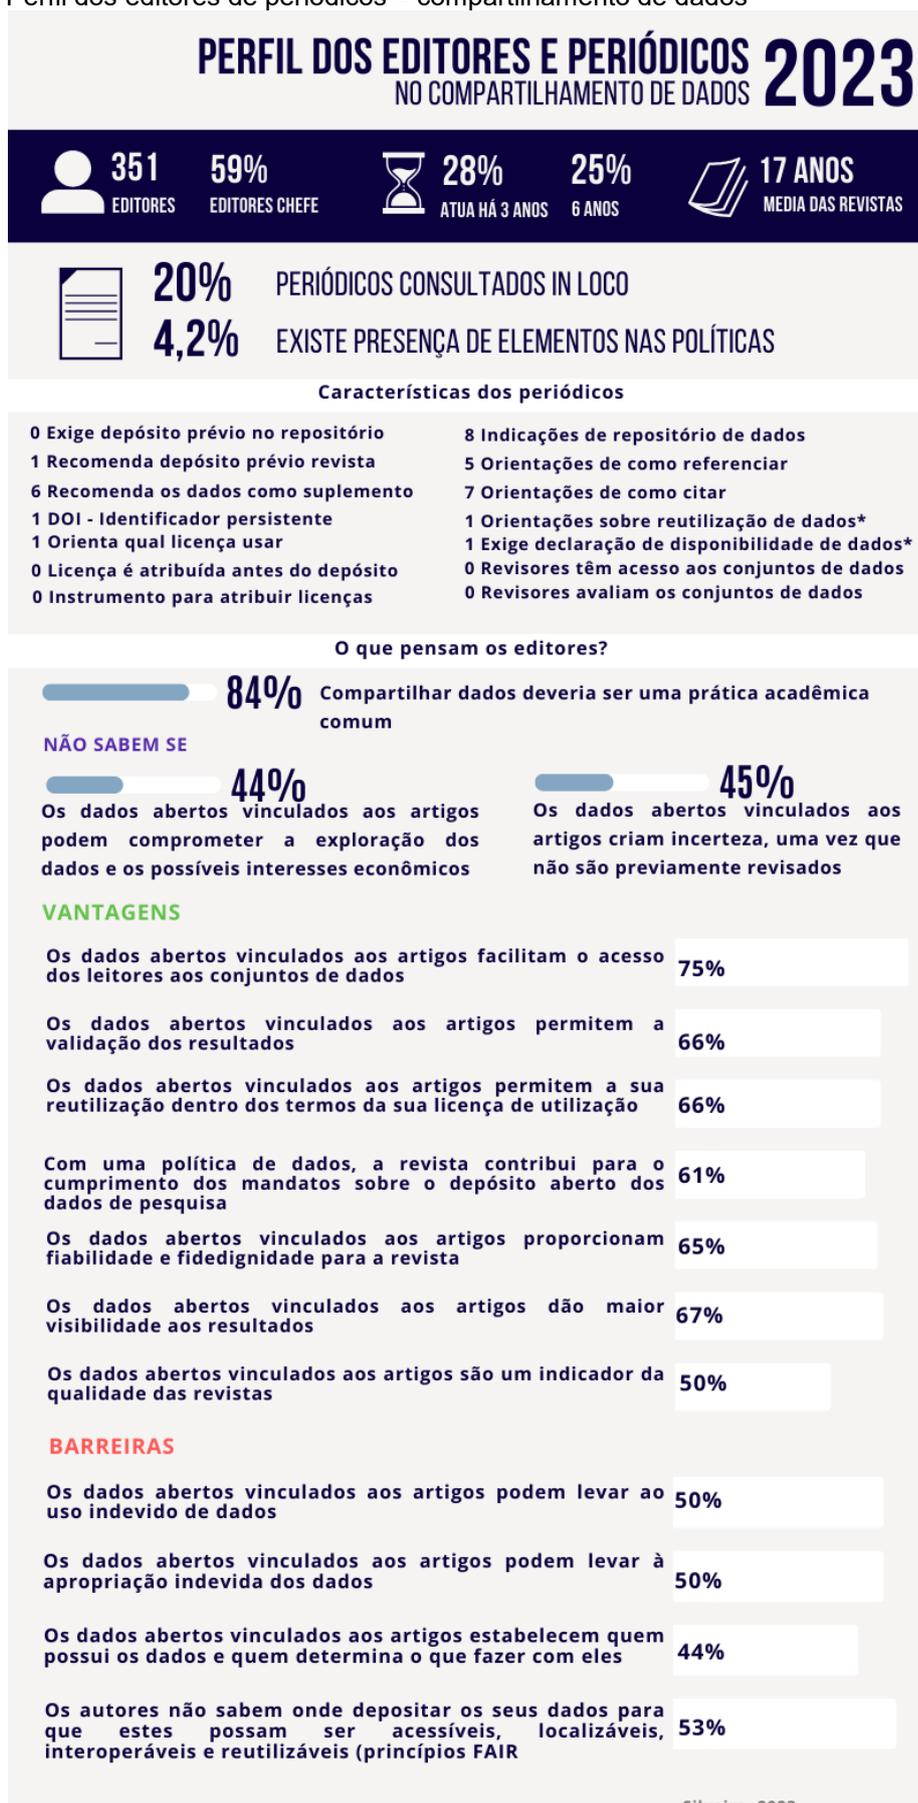 Perfil dos editores de periódicos – compartilhamento de dados
PERFIL DOS EDITORES E PERIÓDICOS
NO COMPARTILHAMENTO DE DADOS
2023
351
EDITORES
59%
EDITORES CHEFE
28%
ATUA HÁ 3 ANOS
25%
6 ANOS
17 ANOS
MEDIA DAS REVISTAS
20%
PERIÓDICOS CONSULTADOS IN LOCO
4,2%
EXISTE PRESENÇA DE ELEMENTOS NAS POLÍTICAS
Características dos periódicos
0 Exige depósito prévio no repositório
1 Recomenda depósito prévio revista
6 Recomenda os dados como suplemento
1 DOI - Identificador persistente
1 Orienta qual licença usar
0 Licença é atribuída antes do depósito
0 Instrumento para atribuir licenças
8 Indicações de repositório de dados
5 Orientações de como referenciar
7 Orientações de como citar
1 Orientações sobre reutilização de dados*
1 Exige declaração de disponibilidade de dados*
0 Revisores têm acesso aos conjuntos de dados
0 Revisores avaliam os conjuntos de dados
O que pensam os editores?
84%
Compartilhar dados deveria ser uma prática acadêmica
comum
NÃO SABEM SE
44%
Os dados abertos vinculados aos artigos
podem comprometer a exploração dos
dados e os possíveis interesses econômicos
45%
Os dados abertos vinculados aos
artigos criam incerteza, uma vez que
não são previamente revisados
VANTAGENS
Os dados abertos vinculados aos artigos facilitam o acesso
dos leitores aos conjuntos de dados
75%
Os dados abertos vinculados aos artigos permitem a
validação dos resultados
66%
Os dados abertos vinculados aos artigos permitem a sua
reutilização dentro dos termos da sua licença de utilização
66%
Com uma política de dados, a revista contribui para o
cumprimento dos mandatos sobre o depósito aberto dos
dados de pesquisa
61%
Os dados abertos vinculados aos artigos proporcionam
fiabilidade e fidedignidade para a revista
65%
Os dados abertos vinculados aos artigos dão maior
visibilidade aos resultados
67%
Os dados abertos vinculados aos artigos são um indicador da
qualidade das revistas
50%
BARREIRAS
Os dados abertos vinculados aos artigos podem levar ao
uso indevido de dados
50%
Os dados abertos vinculados aos artigos podem levar à
apropriação indevida dos dados
50%
Os dados abertos vinculados aos artigos estabelecem quem
possui os dados e quem determina o que fazer com eles
44%
Os autores não sabem onde depositar os seus dados para
que estes possam ser acessíveis, localizáveis,
interoperáveis e reutilizáveis (princípios FAIR
53%